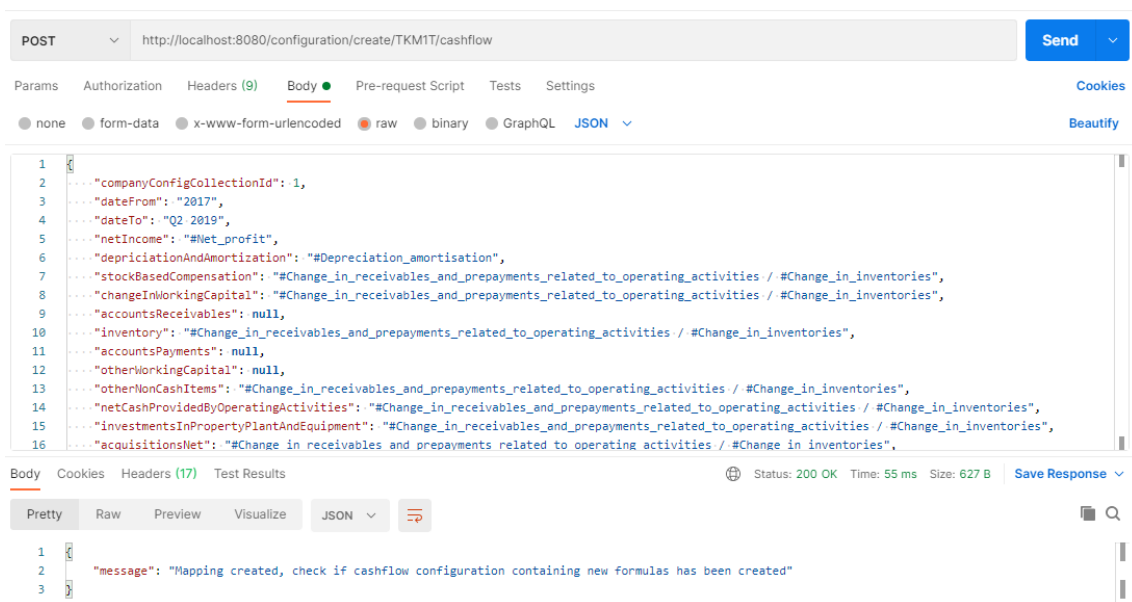 POST http://localhost:8080/configuration/create/TKM1T/cashflow Send
Params Authorization Headers (9) Body Pre-request Script Tests Settings Cookies
none form-data x-www-form-urlencoded raw binary GraphQL JSON Beautify
1 {
2 "companyConfigCollectionId": 1,
3 "dateFrom": "2017",
4 "dateTo": "Q2 2019",
5 "netIncome": "#Net_profit",
6 "depriciationAndAmortization": "#Depreciation_amortisation",
7 "stockBasedCompensation": "#Change_in_receivables_and_prepayments_related_to_operating_activities / #Change_in_inventories",
8 "changeInWorkingCapital": "#Change_in_receivables_and_prepayments_related_to_operating_activities / #Change_in_inventories",
9 "accountsReceivables": null,
10 "inventory": "#Change_in_receivables_and_prepayments_related_to_operating_activities / #Change_in_inventories",
11 "accountsPayments": null,
12 "otherWorkingCapital": null,
13 "otherNonCashItems": "#Change_in_receivables_and_prepayments_related_to_operating_activities / #Change_in_inventories",
14 "netCashProvidedByOperatingActivities": "#Change_in_receivables_and_prepayments_related_to_operating_activities / #Change_in_inventories",
15 "investmentsInPropertyPlantAndEquipment": "#Change_in_receivables_and_prepayments_related_to_operating_activities / #Change_in_inventories",
16 "acquisitionsNet": "#Change_in_receivables_and_prepayments_related_to_operating_activities / #Change_in_inventories",
Body Cookies Headers (17) Test Results Status: 200 OK Time: 55 ms Size: 627 B Save Response
Pretty Raw Preview Visualize JSON
1 {
2 "message": "Mapping created, check if cashflow configuration containing new formulas has been created"
3 }